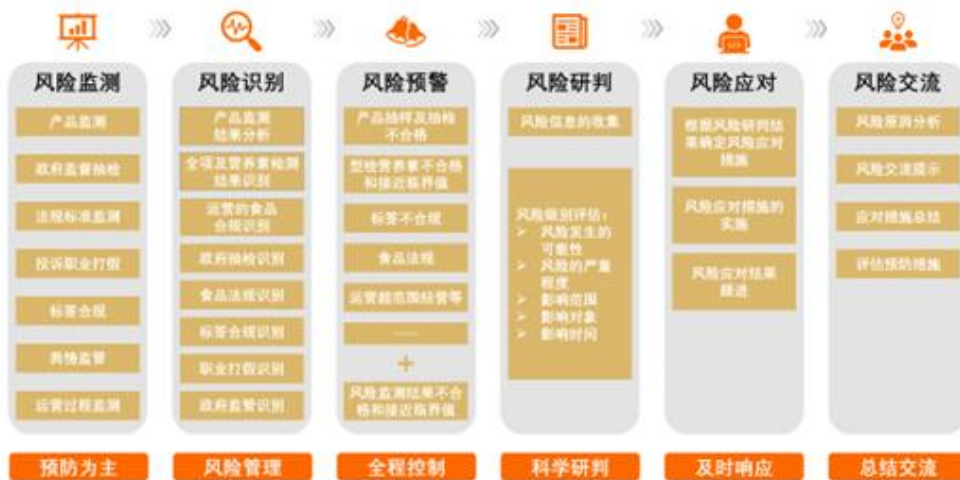 风险监测
产品监测
政府监督抽检
法规标准监测
投诉职业打假
标签合规
舆情监管
运营过程监测
预防为主
风险识别
产品监测
结果分析
全项及营养素检测
结果识别
运营的食品
合规识别
政府抽检识别
食品法规识别
标签合规识别
职业打假识别
政府监管识别
风险管理
风险预警
产品抽样及抽检
不合格
型检营养素不合格
和接近临界值
标签不合规
食品法规
运营超范围经营等
......
+
风险监测结果不合
格和接近临界值
全程控制
风险研判
风险信息的收集
风险级别评估：
➢ 风险发生的
可能性
➢ 风险的严重
程度
➢ 影响范围
➢ 影响对象
➢ 影响时间
科学研判
风险应对
根据风险研判结
果确定风险应对
措施
风险应对措施的
实施
风险应对结果
跟进
及时响应
风险交流
风险原因分析
风险交流提示
应对措施总结
评估预防措施
总结交流